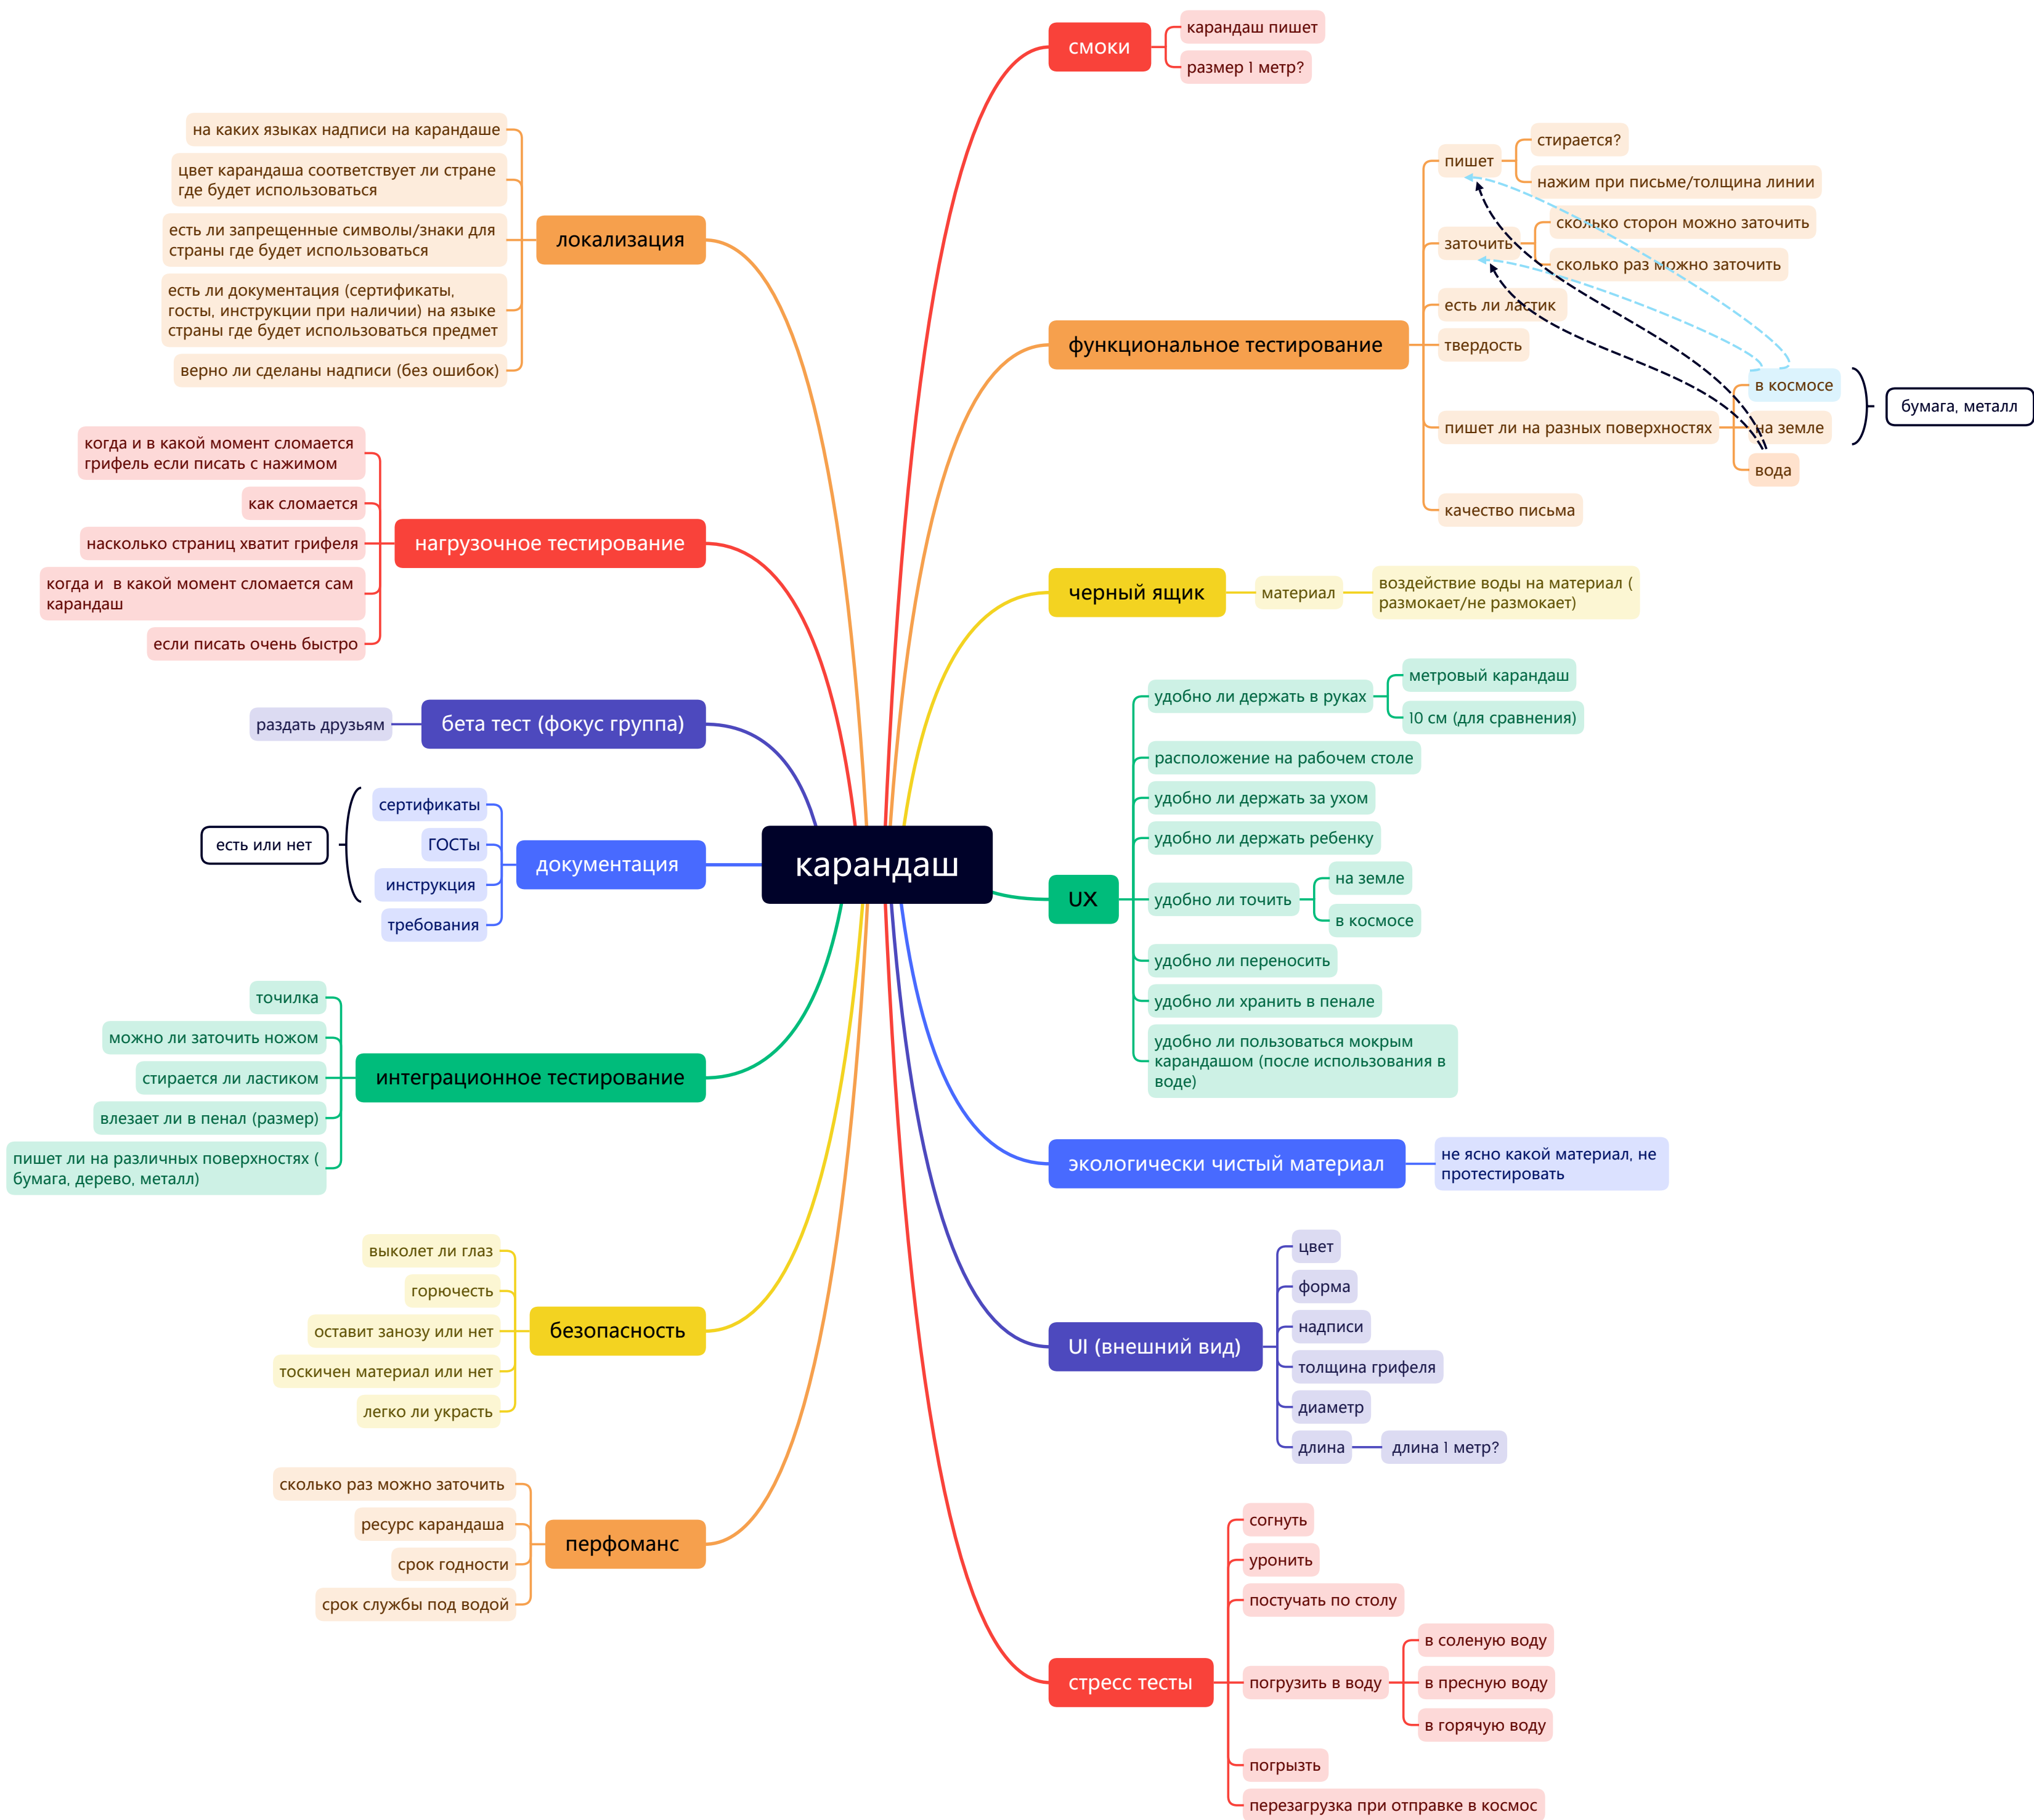 карандаш
смоки
карандаш пишет
размер 1 метр?
функциональное тестирование
пишет
стирается?
нажим при письме/толщина линии
заточить
сколько сторон можно заточить
сколько раз можно заточить
есть ли ластик
твердость
пишет ли на разных поверхностях
в космосе
на земле
вода
бумага, металл
качество письма
черный ящик
материал
воздействие воды на материал (
размокает/не размокает)
UX
удобно ли держать в руках
метровый карандаш
10 см (для сравнения)
расположение на рабочем столе
удобно ли держать за ухом
удобно ли держать ребенку
удобно ли точить
на земле
в космосе
удобно ли переносить
удобно ли хранить в пенале
удобно ли пользоваться мокрым
карандашом (после использования в
воде)
экологически чистый материал
не ясно какой материал, не
протестировать
UI (внешний вид)
цвет
форма
надписи
толщина грифеля
диаметр
длина
длина 1 метр?
стресс тесты
согнуть
уронить
постучать по столу
погрузить в воду
в соленую воду
в пресную воду
в горячую воду
погрызть
перезагрузка при отправке в космос
локализация
на каких языках надписи на карандаше
цвет карандаша соответствует ли стране
где будет использоваться
есть ли запрещенные символы/знаки для
страны где будет использоваться
есть ли документация (сертификаты,
госты, инструкции при наличии) на языке
страны где будет использоваться предмет
верно ли сделаны надписи (без ошибок)
нагрузочное тестирование
когда и в какой момент сломается
грифель если писать с нажимом
как сломается
насколько страниц хватит грифеля
когда и  в какой момент сломается сам
карандаш
если писать очень быстро
бета тест (фокус группа)
раздать друзьям
документация
сертификаты
ГОСТы
инструкция
требования
есть или нет
интеграционное тестирование
точилка
можно ли заточить ножом
стирается ли ластиком
влезает ли в пенал (размер)
пишет ли на различных поверхностях (
бумага, дерево, металл)
безопасность
выколет ли глаз
горючесть
оставит занозу или нет
тоскичен материал или нет
легко ли украсть
перфоманс
сколько раз можно заточить
ресурс карандаша
срок годности
срок службы под водой